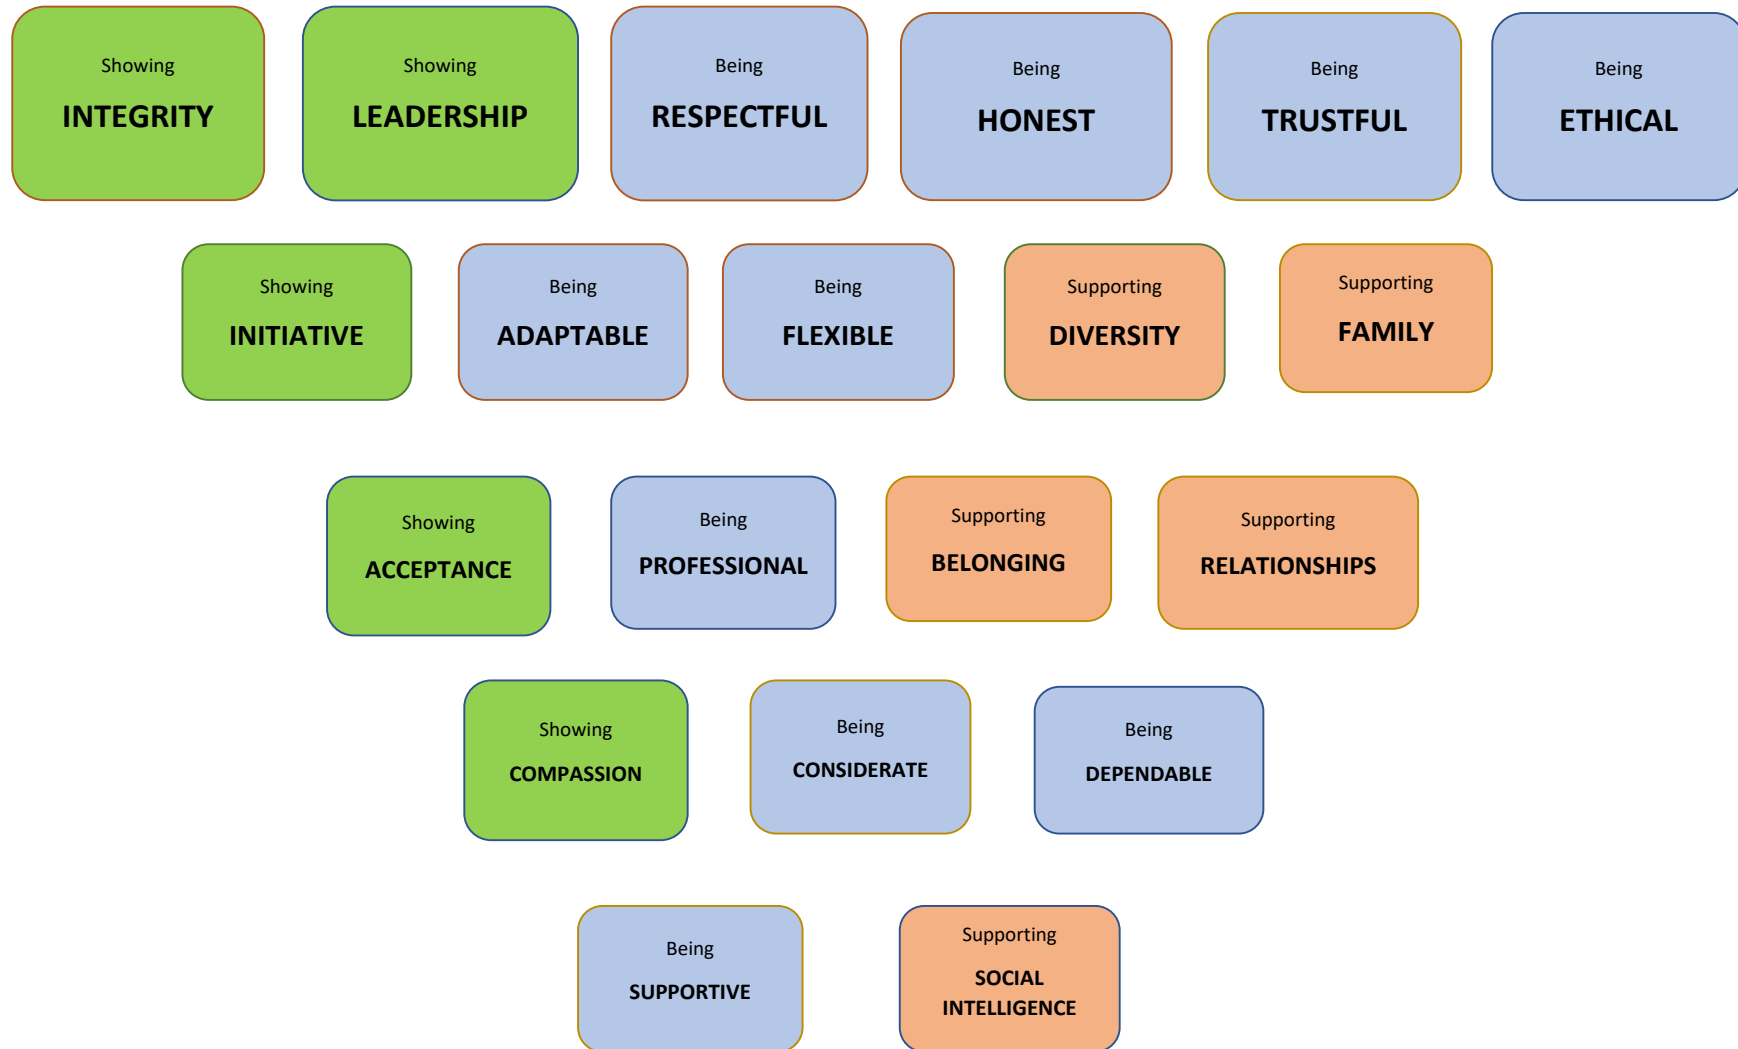 Showing
INTEGRITY
Showing
LEADERSHIP
Being
RESPECTFUL
Being
HONEST
Being
TRUSTFUL
Being
ETHICAL
Showing
INITIATIVE
Being
ADAPTABLE
Being
FLEXIBLE
Supporting
DIVERSITY
Supporting
FAMILY
Showing
ACCEPTANCE
Being
PROFESSIONAL
Supporting
BELONGING
Supporting
RELATIONSHIPS
Showing
COMPASSION
Being
CONSIDERATE
Being
DEPENDABLE
Being
SUPPORTIVE
Supporting
SOCIAL
INTELLIGENCE